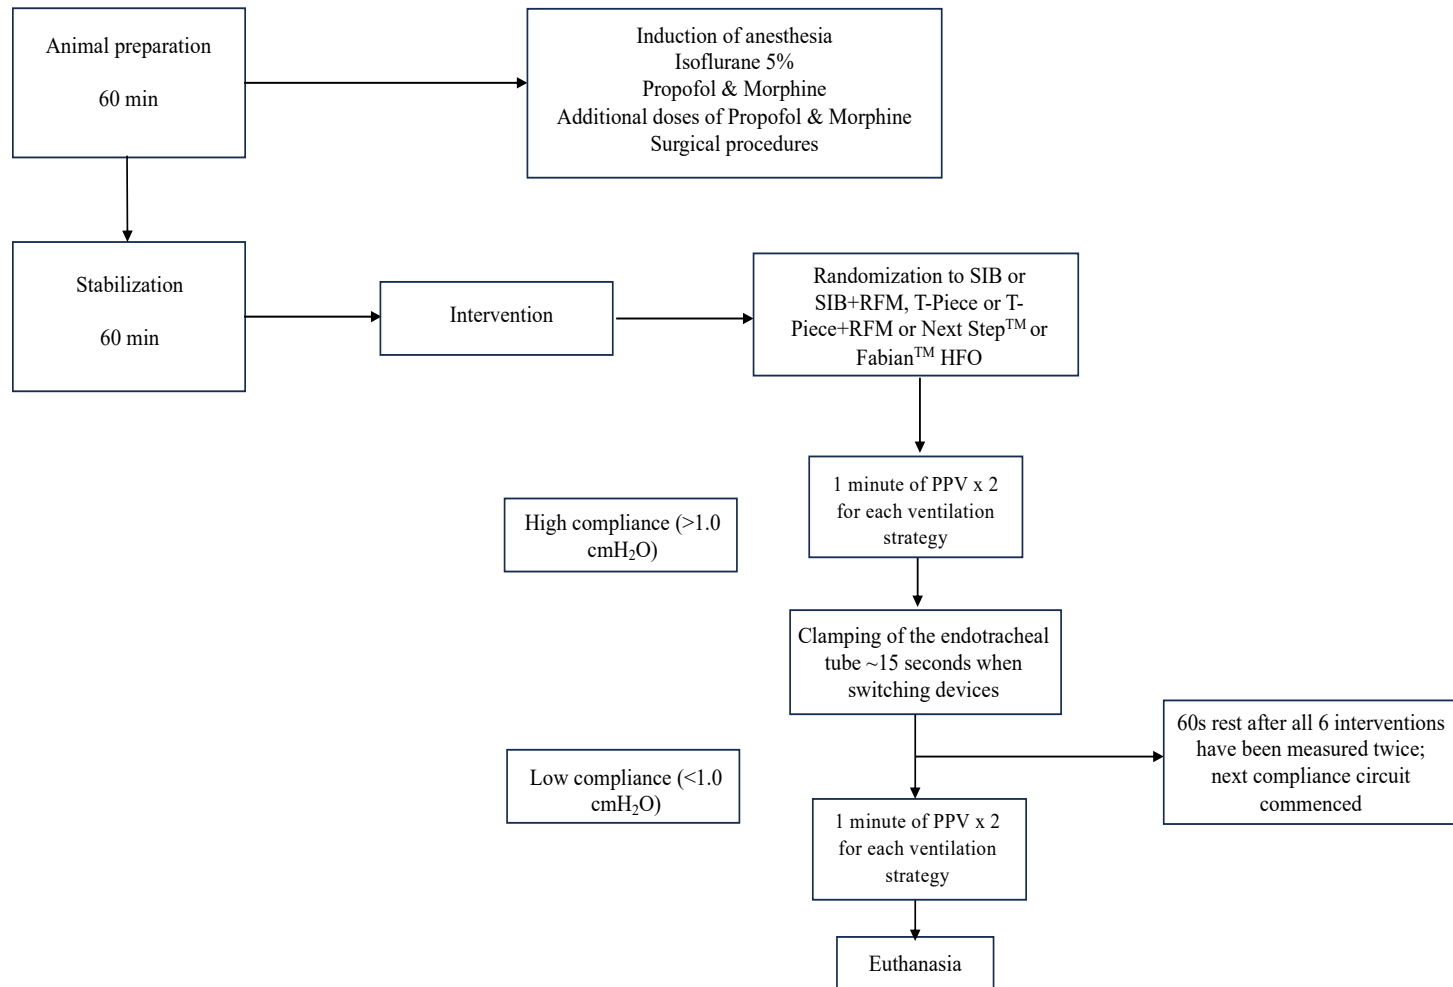 Animal preparation
60 min
Induction of anesthesia
Isoflurane 5%
Propofol & Morphine
Additional doses of Propofol & Morphine
Surgical procedures
Stabilization
60 min
Intervention
Randomization to SIB or
SIB+RFM, T-Piece or T-
Piece+RFM or Next Step™ or
Fabian™ HFO
1 minute of PPV x 2
for each ventilation
strategy
High compliance (>1.0
cmH₂O)
Clamping of the endotracheal
tube ~15 seconds when
switching devices
60s rest after all 6 interventions
have been measured twice;
next compliance circuit
commenced
Low compliance (<1.0
cmH₂O)
1 minute of PPV x 2
for each ventilation
strategy
Euthanasia